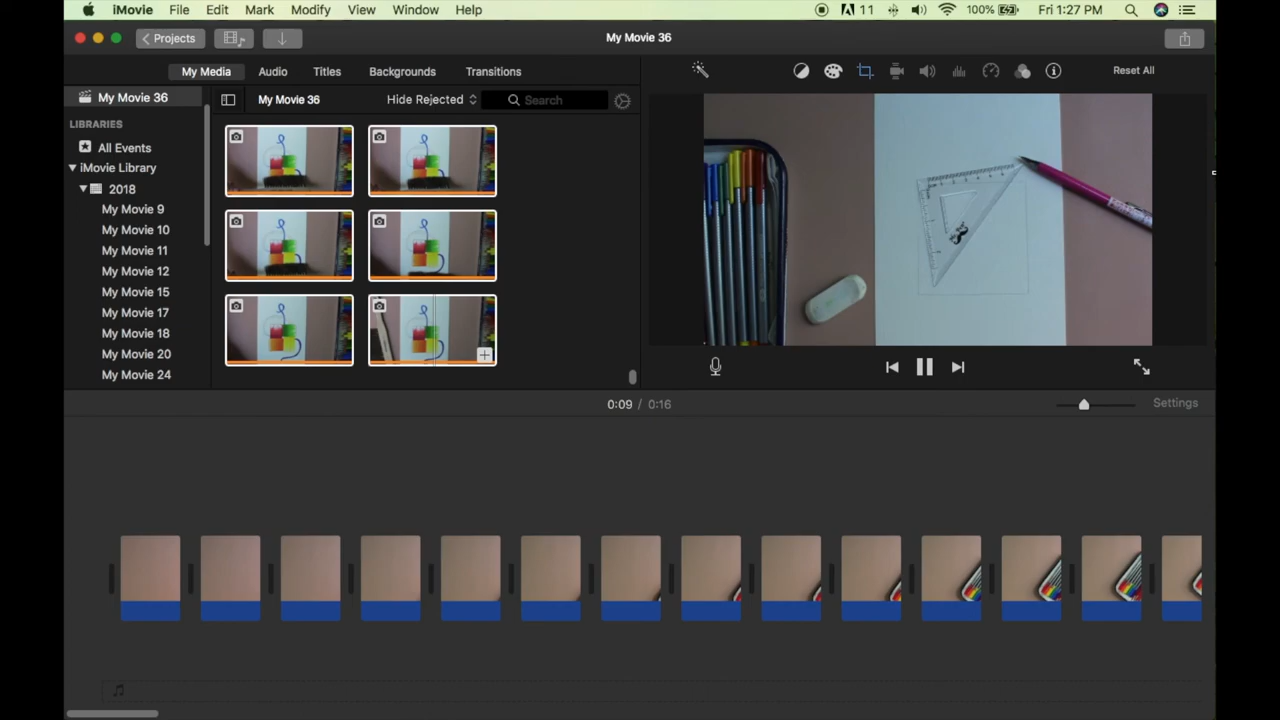 iMovie File Edit Mark Modify View Window Help 11 100% Fri 1:27 PM
Projects My Movie 36
My Media Audio Titles Backgrounds Transitions Reset All
My Movie 36 My Movie 36 Hide Rejected Search
LIBRARIES
All Events
iMovie Library
2018
My Movie 9
My Movie 10
My Movie 11
My Movie 12
My Movie 15
My Movie 17
My Movie 18
My Movie 20
My Movie 24
0:09 / 0:16 Settings